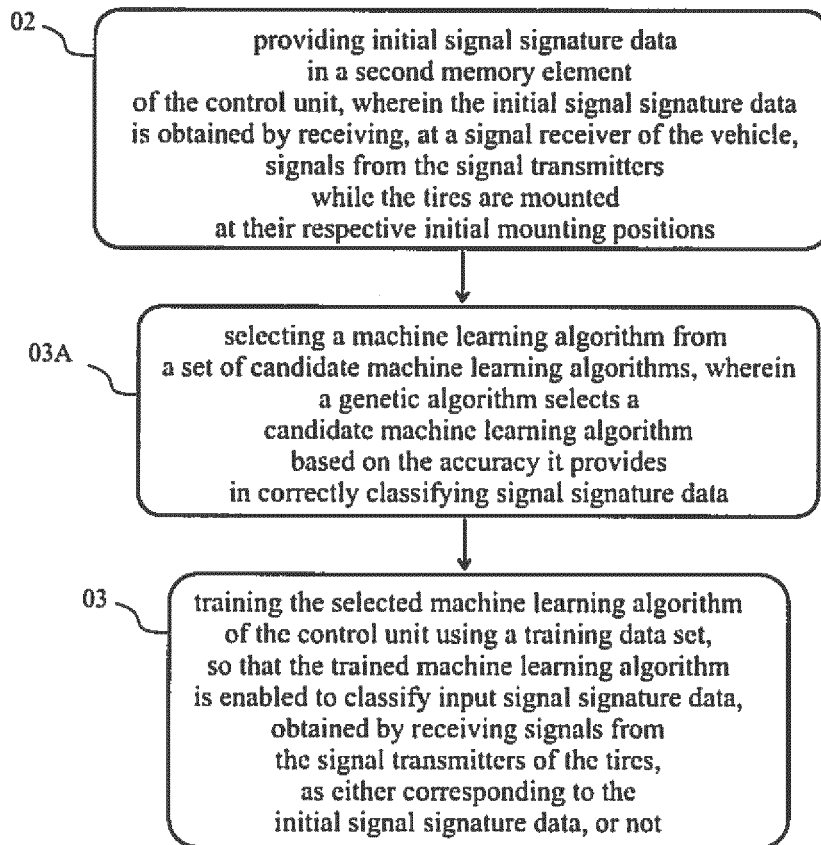 02
providing initial signal signature data
in a second memory element
of the control unit, wherein the initial signal signature data
is obtained by receiving, at a signal receiver of the vehicle,
signals from the signal transmitters
while the tires are mounted
at their respective initial mounting positions
03A
selecting a machine learning algorithm from
a set of candidate machine learning algorithms, wherein
a genetic algorithm selects a
candidate machine learning algorithm
based on the accuracy it provides
in correctly classifying signal signature data
03
training the selected machine learning algorithm
of the control unit using a training data set,
so that the trained machine learning algorithm
is enabled to classify input signal signature data,
obtained by receiving signals from
the signal transmitters of the tires,
as either corresponding to the
initial signal signature data, or not